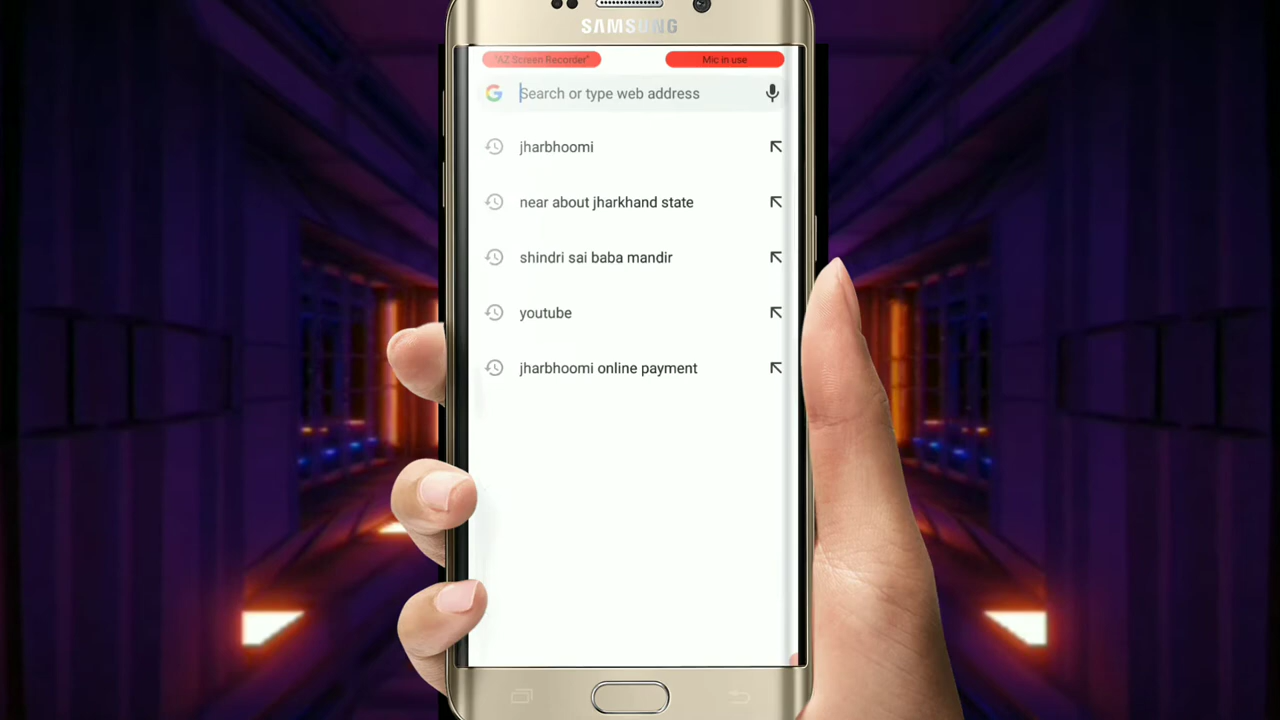 SAMSUNG
"AZ Screen Recorder" Mic in use
Search or type web address
jharbhoomi
near about jharkhand state
shindri sai baba mandir
youtube
jharbhoomi online payment